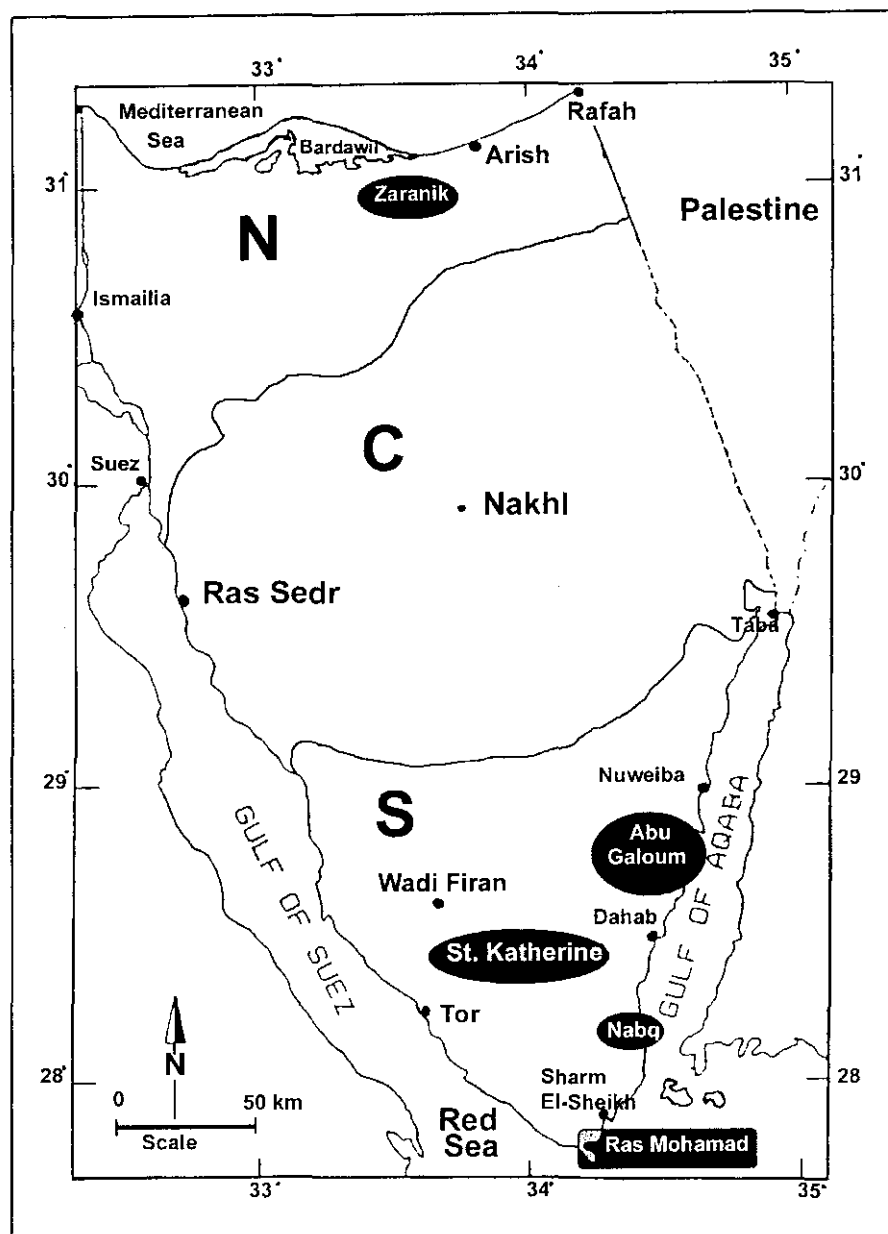 33°
34°
35°
Mediterranean
Sea
Bardawil
Rafah
Arish
31°
31°
Zaranik
Palestine
N
Ismailia
C
Suez
30°
30°
Nakhl
Ras Sedr
Taba
29°
29°
Nuweiba
S
Abu
Galoum
GULF OF SUEZ
GULF OF AQABA
Wadi Firan
Dahab
St. Katherine
Tor
Nabq
N
28°
28°
Sharm
El-Sheikh
0
50 km
Scale
Red
Sea
Ras Mohamad
33°
34°
35°